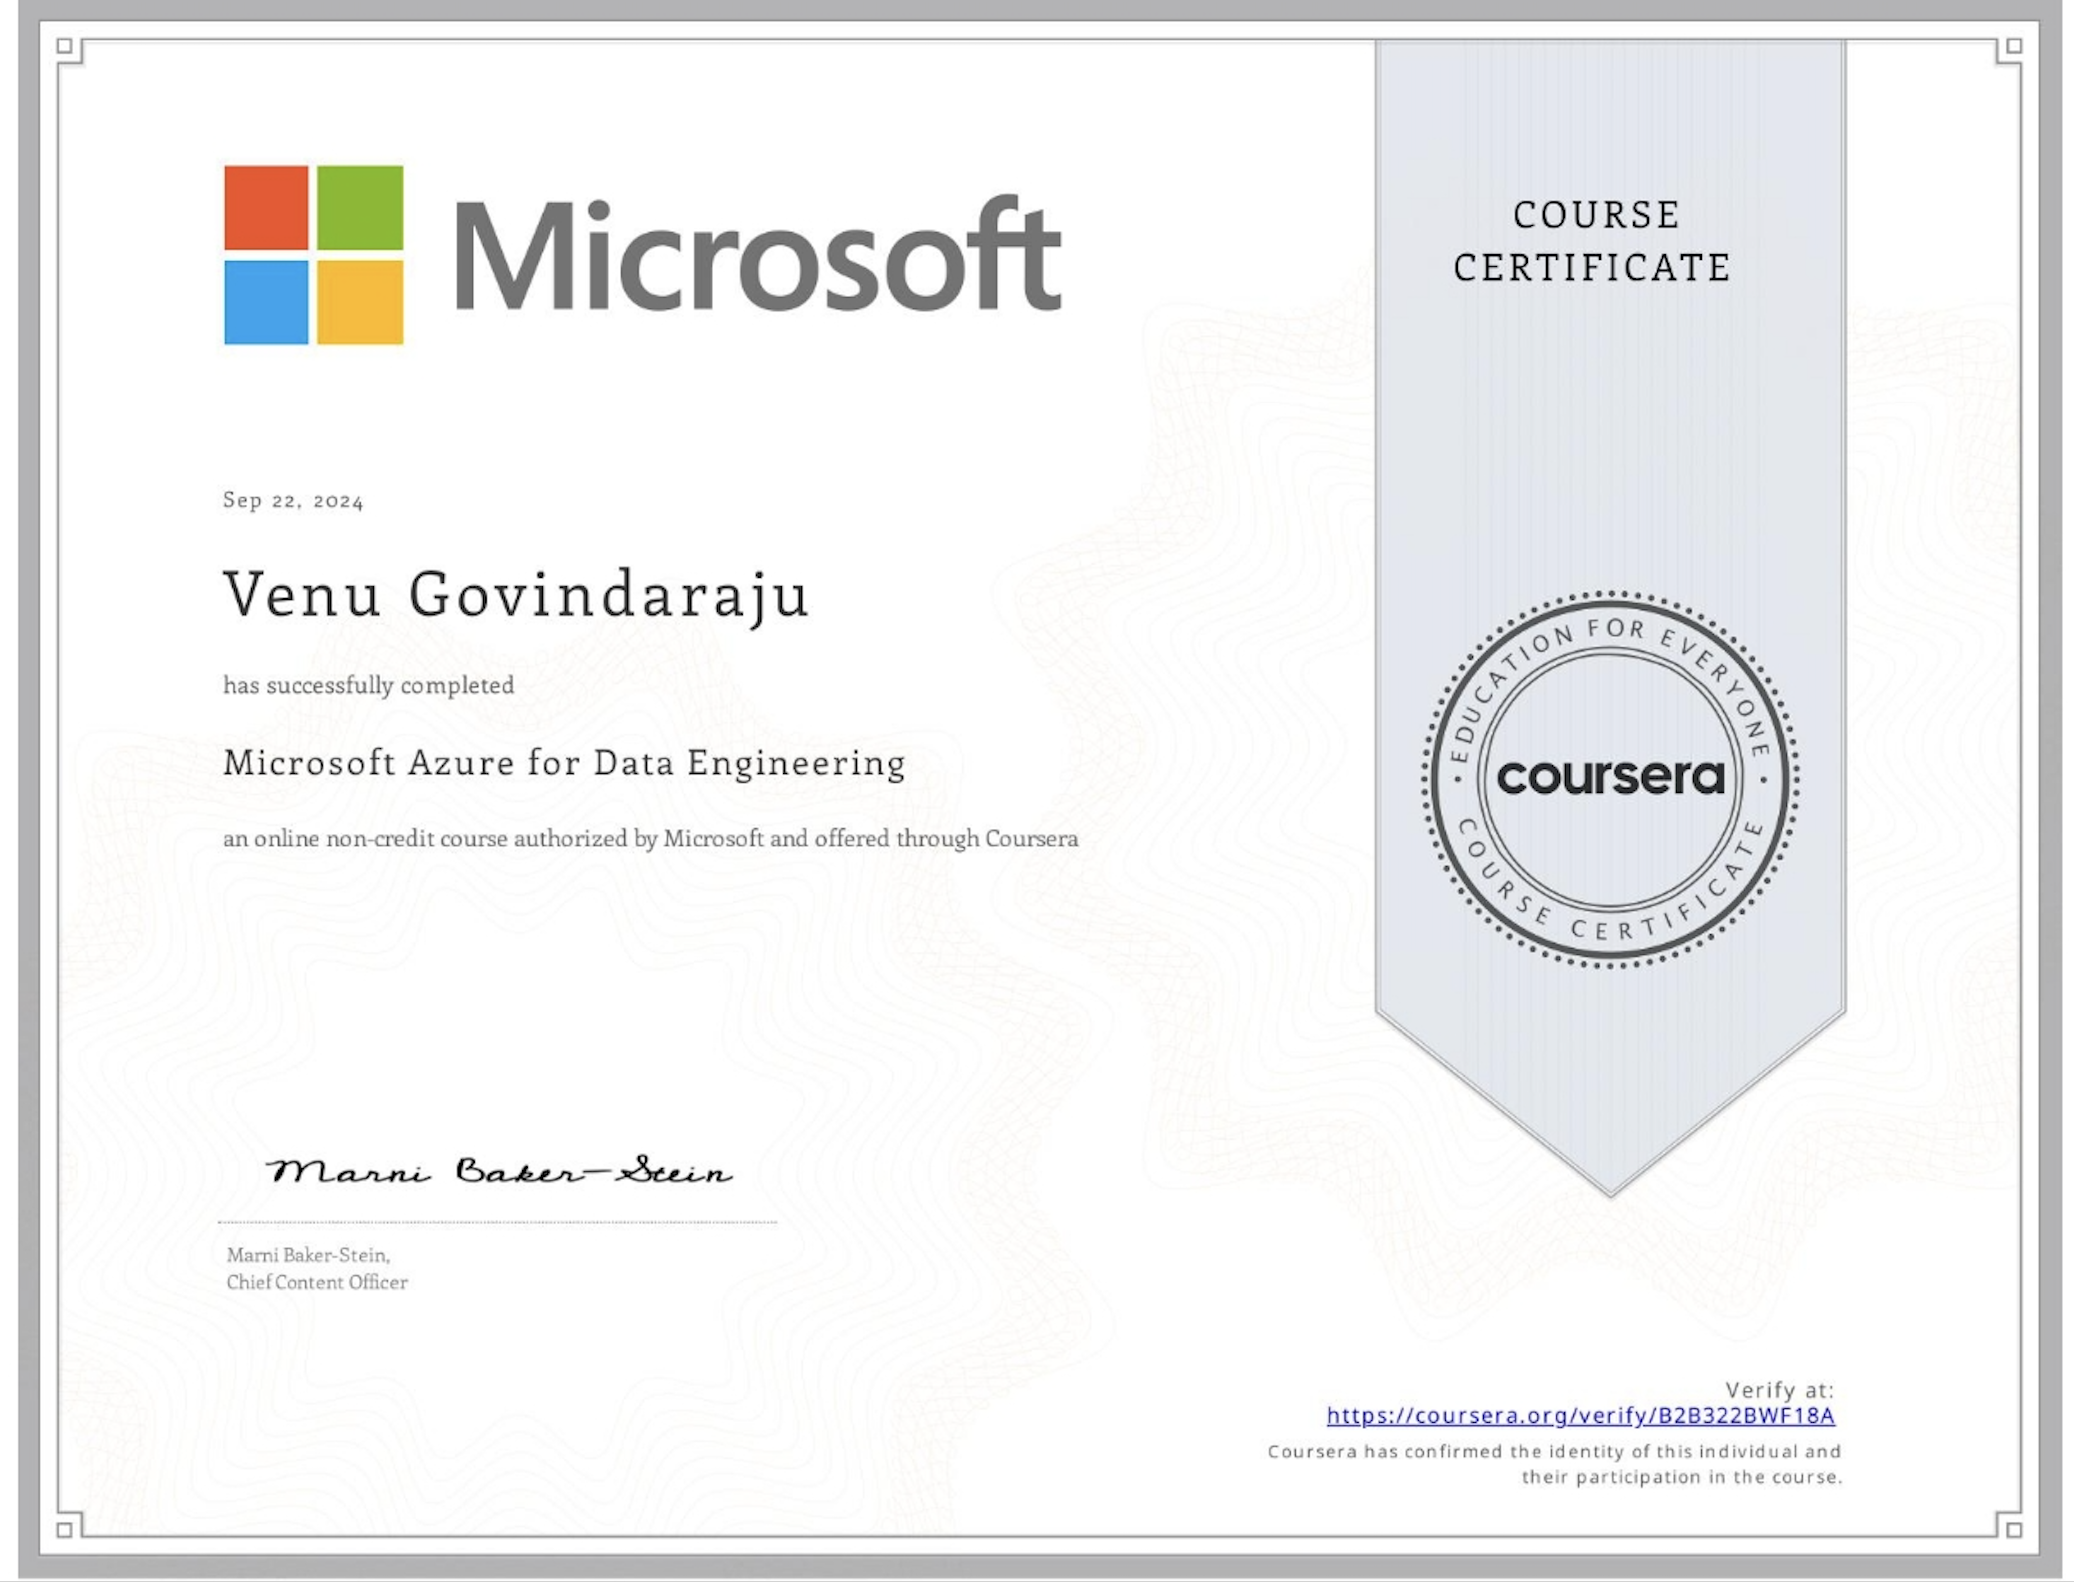 Microsoft
COURSE
CERTIFICATE
Sep 22, 2024
Venu Govindaraju
has successfully completed
Microsoft Azure for Data Engineering
an online non-credit course authorized by Microsoft and offered through Coursera
• EDUCATION FOR EVERYONE •
coursera
COURSE CERTIFICATE
Marni Baker-Stein
Marni Baker-Stein,
Chief Content Officer
Verify at:
https://coursera.org/verify/B2B322BWF18A
Coursera has confirmed the identity of this individual and
their participation in the course.